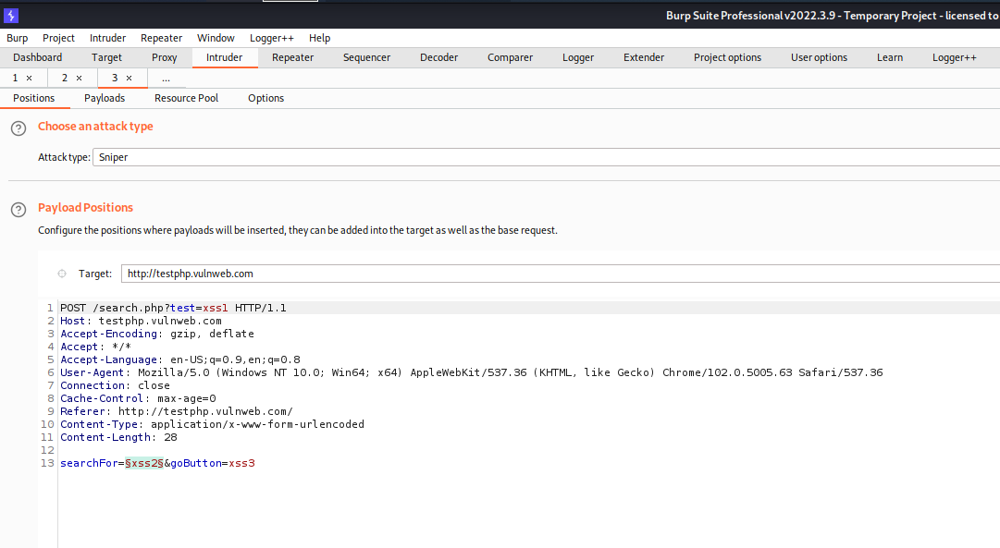 Burp Suite Professional v2022.3.9 - Temporary Project - licensed to
Burp Project Intruder Repeater Window Logger++ Help
Dashboard Target Proxy Intruder Repeater Sequencer Decoder Comparer Logger Extender Project options User options Learn Logger++
1 × 2 × 3 × ...
Positions Payloads Resource Pool Options
? Choose an attack type
Attack type: Sniper
? Payload Positions
Configure the positions where payloads will be inserted, they can be added into the target as well as the base request.
Target: http://testphp.vulnweb.com
1 POST /search.php?test=xss1 HTTP/1.1
2 Host: testphp.vulnweb.com
3 Accept-Encoding: gzip, deflate
4 Accept: */*
5 Accept-Language: en-US;q=0.9,en;q=0.8
6 User-Agent: Mozilla/5.0 (Windows NT 10.0; Win64; x64) AppleWebKit/537.36 (KHTML, like Gecko) Chrome/102.0.5005.63 Safari/537.36
7 Connection: close
8 Cache-Control: max-age=0
9 Referer: http://testphp.vulnweb.com/
10 Content-Type: application/x-www-form-urlencoded
11 Content-Length: 28
12
13 searchFor=§xss2§&goButton=xss3